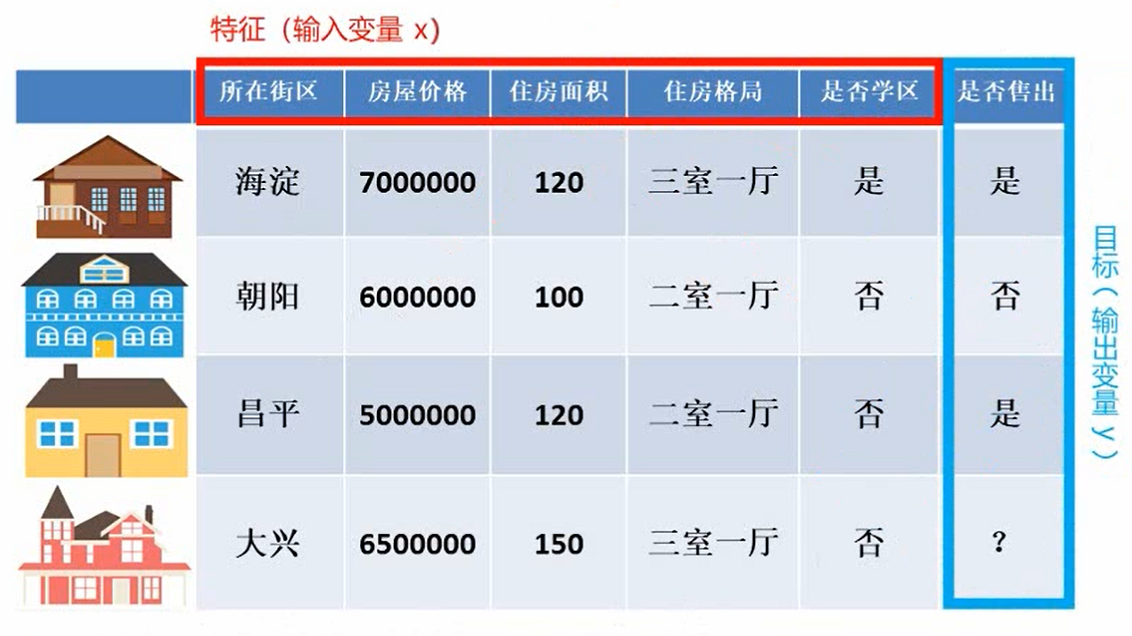 特征（输入变量 x)
所在街区 房屋价格 住房面积 住房格局 是否学区 是否售出
海淀 7000000 120 三室一厅 是 是
朝阳 6000000 100 二室一厅 否 否
昌平 5000000 120 二室一厅 否 是
大兴 6500000 150 三室一厅 否 ？
目标（输出变量 y）